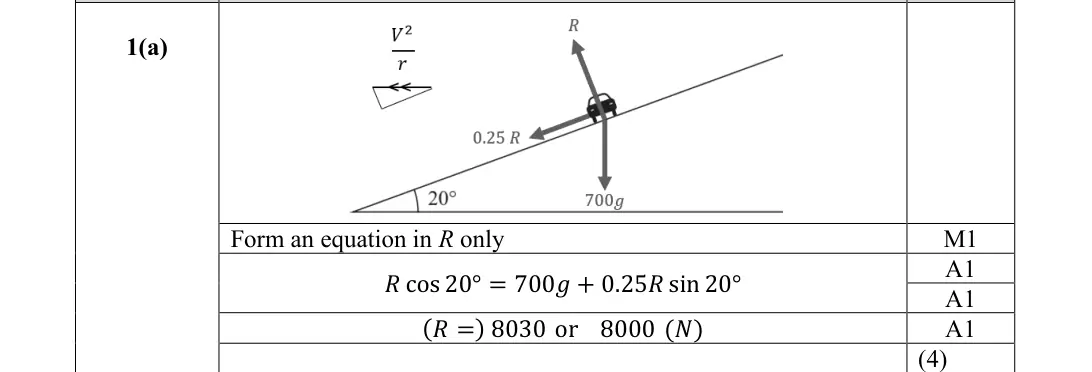 1(a)
V²
r
R
0.25 R
20°
700g
Form an equation in R only
M1
R cos 20° = 700g + 0.25R sin 20°
A1
A1
(R =) 8030 or 8000 (N)
A1
(4)